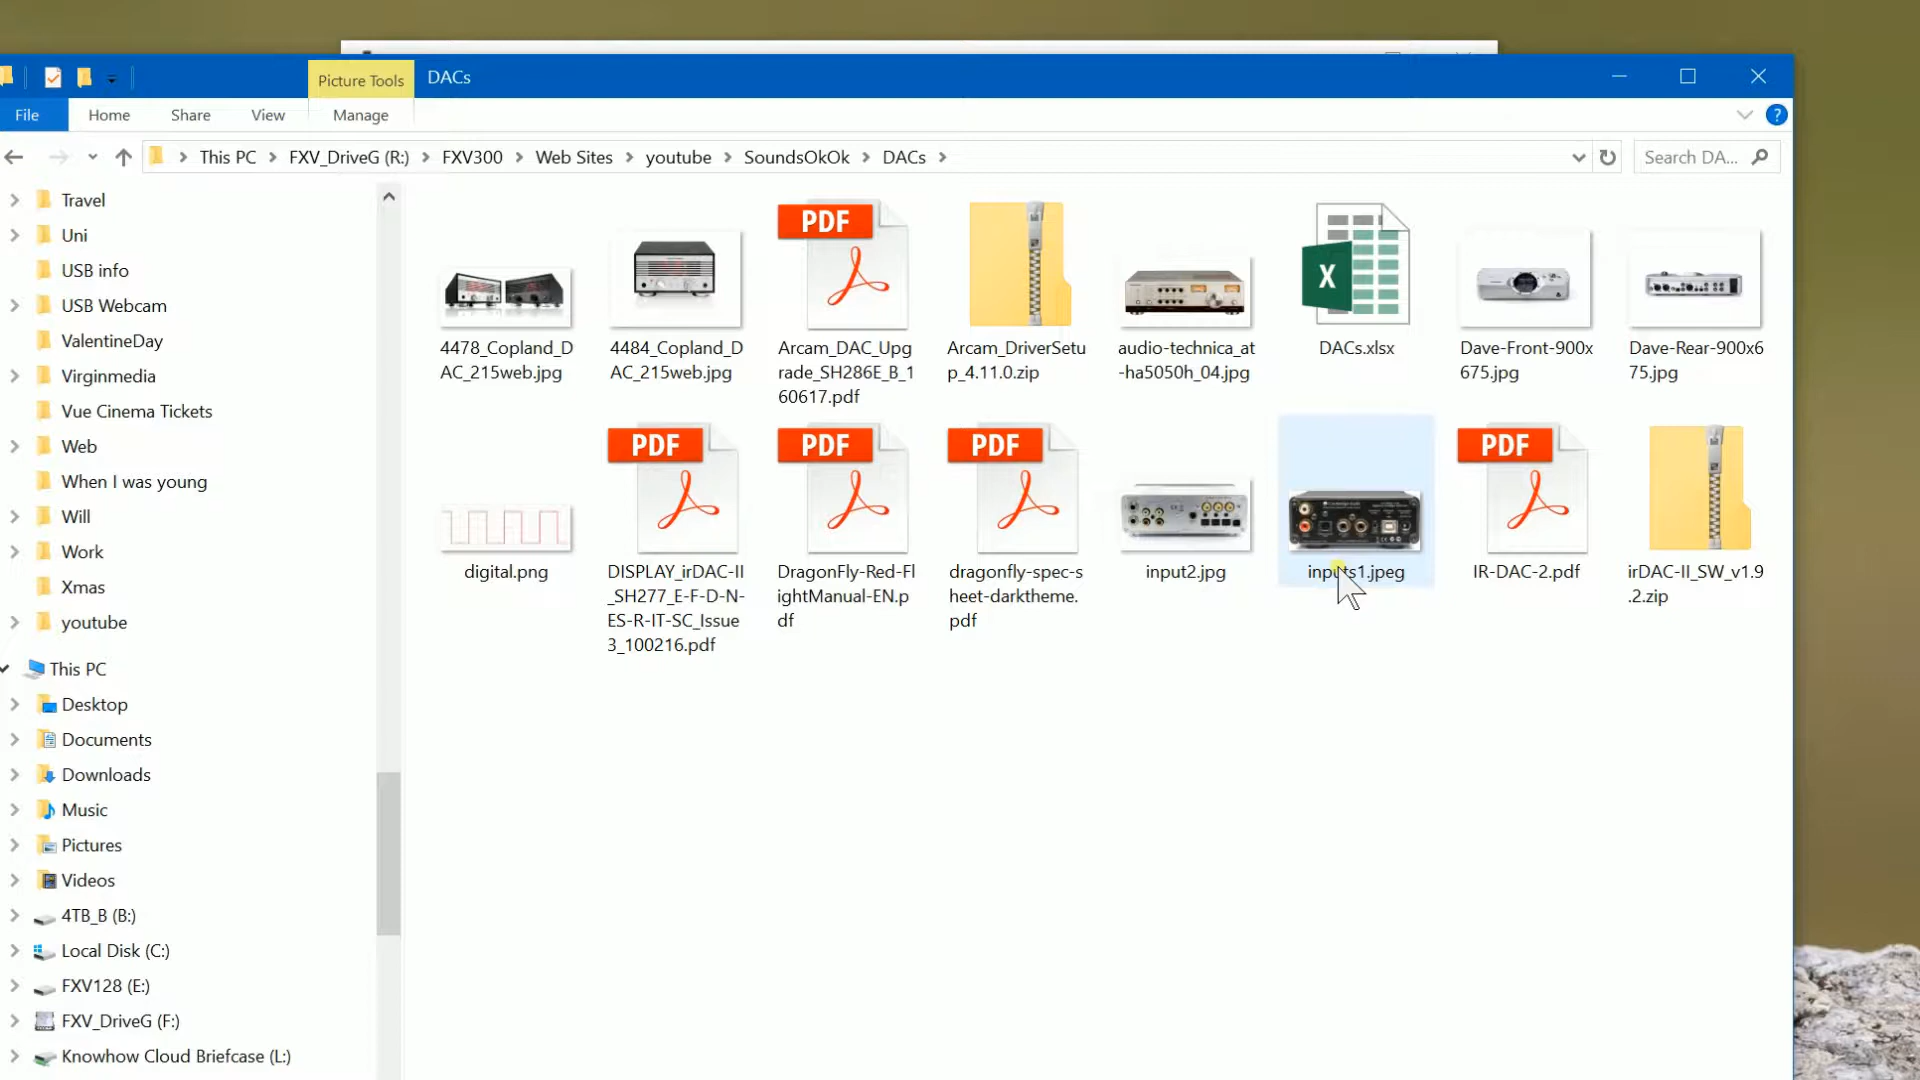 Picture Tools
DACs
File
Home
Share
View
Manage
?
This PC
FXV_DriveG (R:)
FXV300
Web Sites
youtube
SoundsOkOk
DACs
Search DA...
Travel
Uni
USB info
USB Webcam
ValentineDay
Virginmedia
Vue Cinema Tickets
Web
When I was young
Will
Work
Xmas
youtube
This PC
Desktop
Documents
Downloads
Music
Pictures
Videos
4TB_B (B:)
Local Disk (C:)
FXV128 (E:)
FXV_DriveG (F:)
Knowhow Cloud Briefcase (L:)
4478_Copland_D
AC_215web.jpg
4484_Copland_D
AC_215web.jpg
PDF
Arcam_DAC_Upg
rade_SH286E_B_1
60617.pdf
Arcam_DriverSetu
p_4.11.0.zip
audio-technica_at
-ha5050h_04.jpg
X
DACs.xlsx
Dave-Front-900x
675.jpg
Dave-Rear-900x6
75.jpg
digital.png
PDF
DISPLAY_irDAC-II
_SH277_E-F-D-N-
ES-R-IT-SC_Issue
3_100216.pdf
PDF
DragonFly-Red-Fl
ightManual-EN.p
df
PDF
dragonfly-spec-s
heet-darktheme.
pdf
input2.jpg
inputs1.jpeg
PDF
IR-DAC-2.pdf
irDAC-II_SW_v1.9
.2.zip